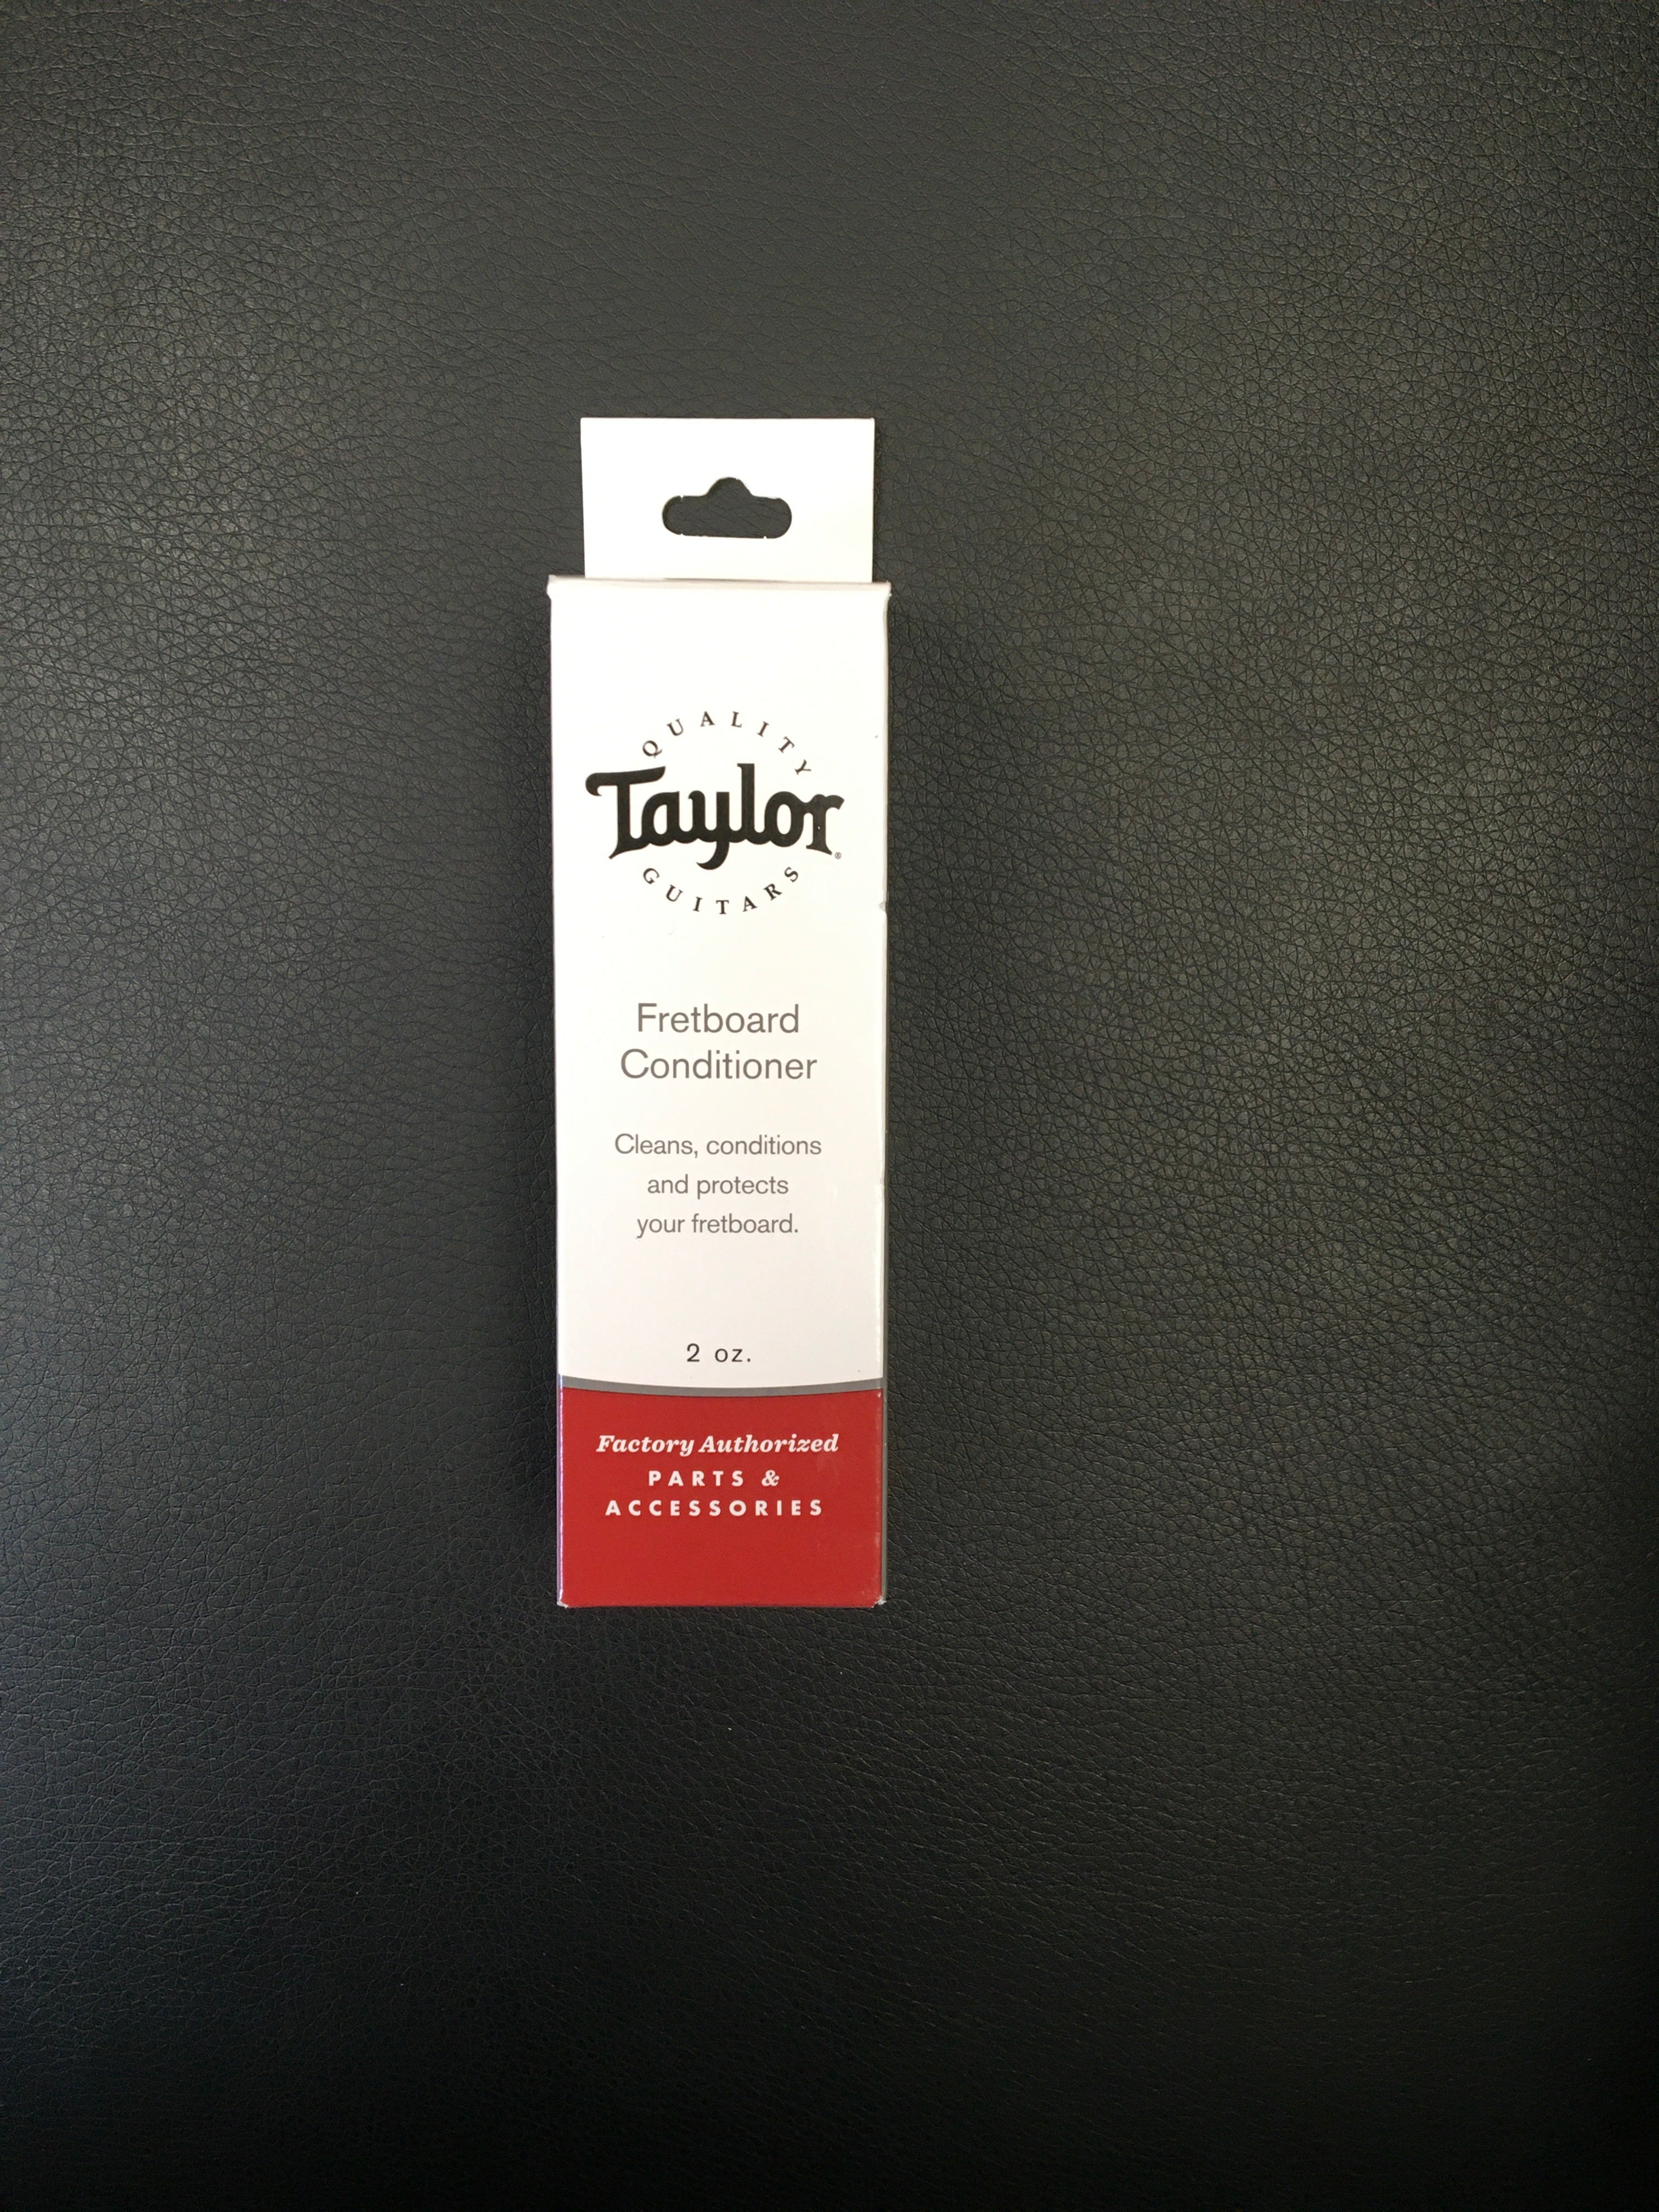 QUALITY
Taylor®
GUITARS
Fretboard
Conditioner
Cleans, conditions
and protects
your fretboard.
2 oz.
Factory Authorized
PARTS &
ACCESSORIES